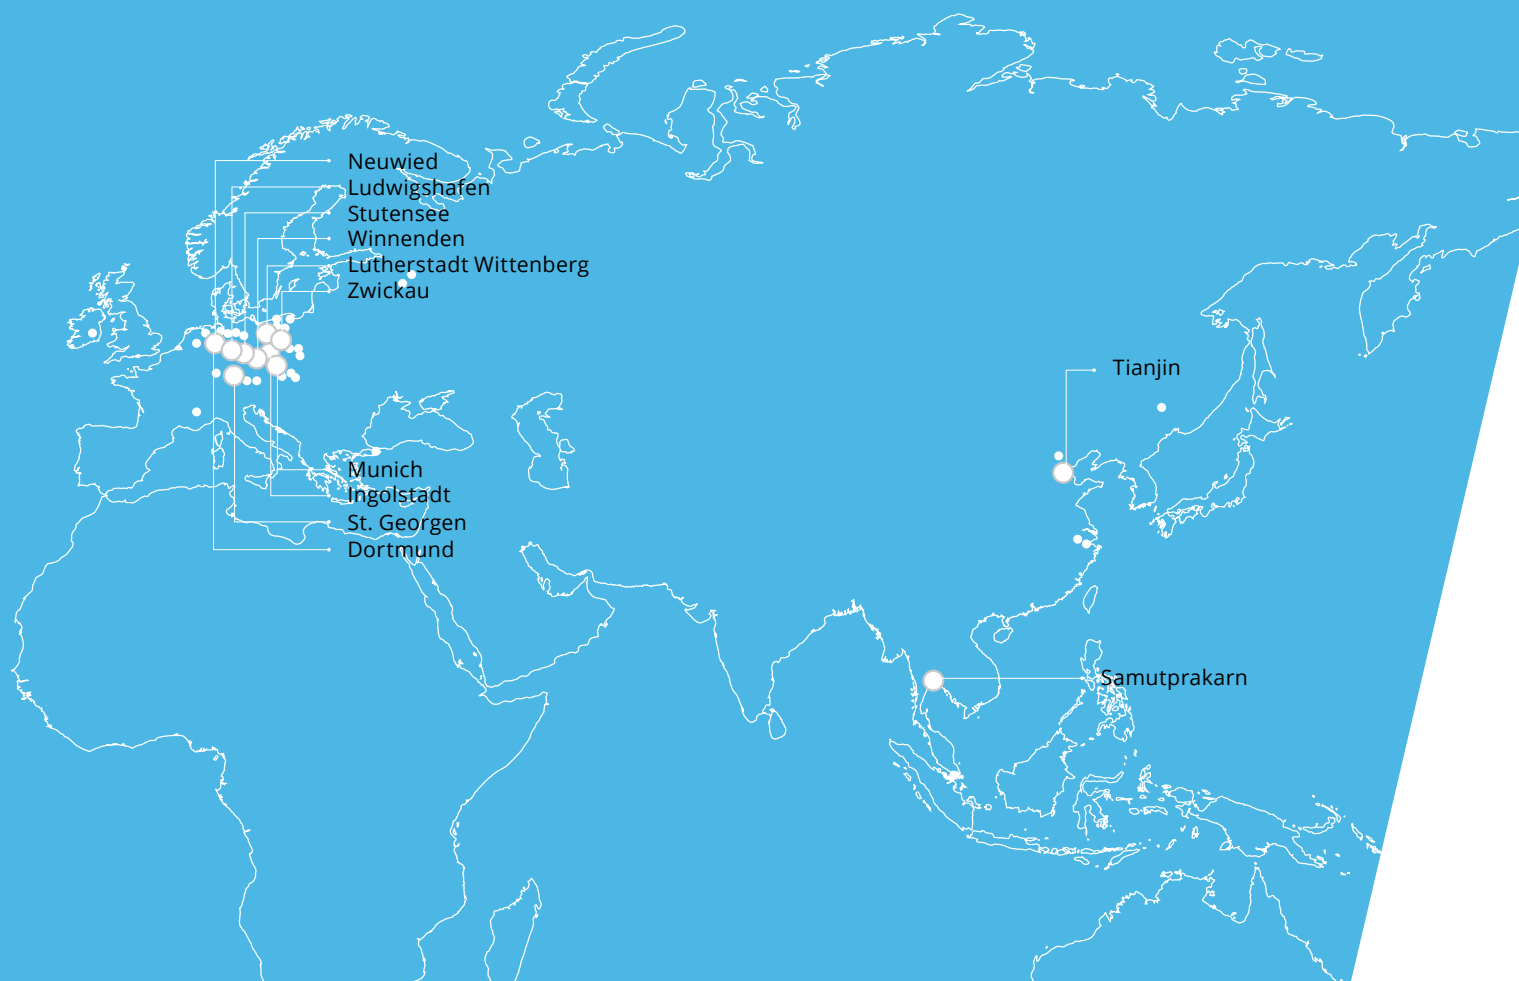 Neuwied
Ludwigshafen
Stutensee
Winnenden
Lutherstadt Wittenberg
Zwickau
Tianjin
Munich
Ingolstadt
St. Georgen
Dortmund
Samutprakarn